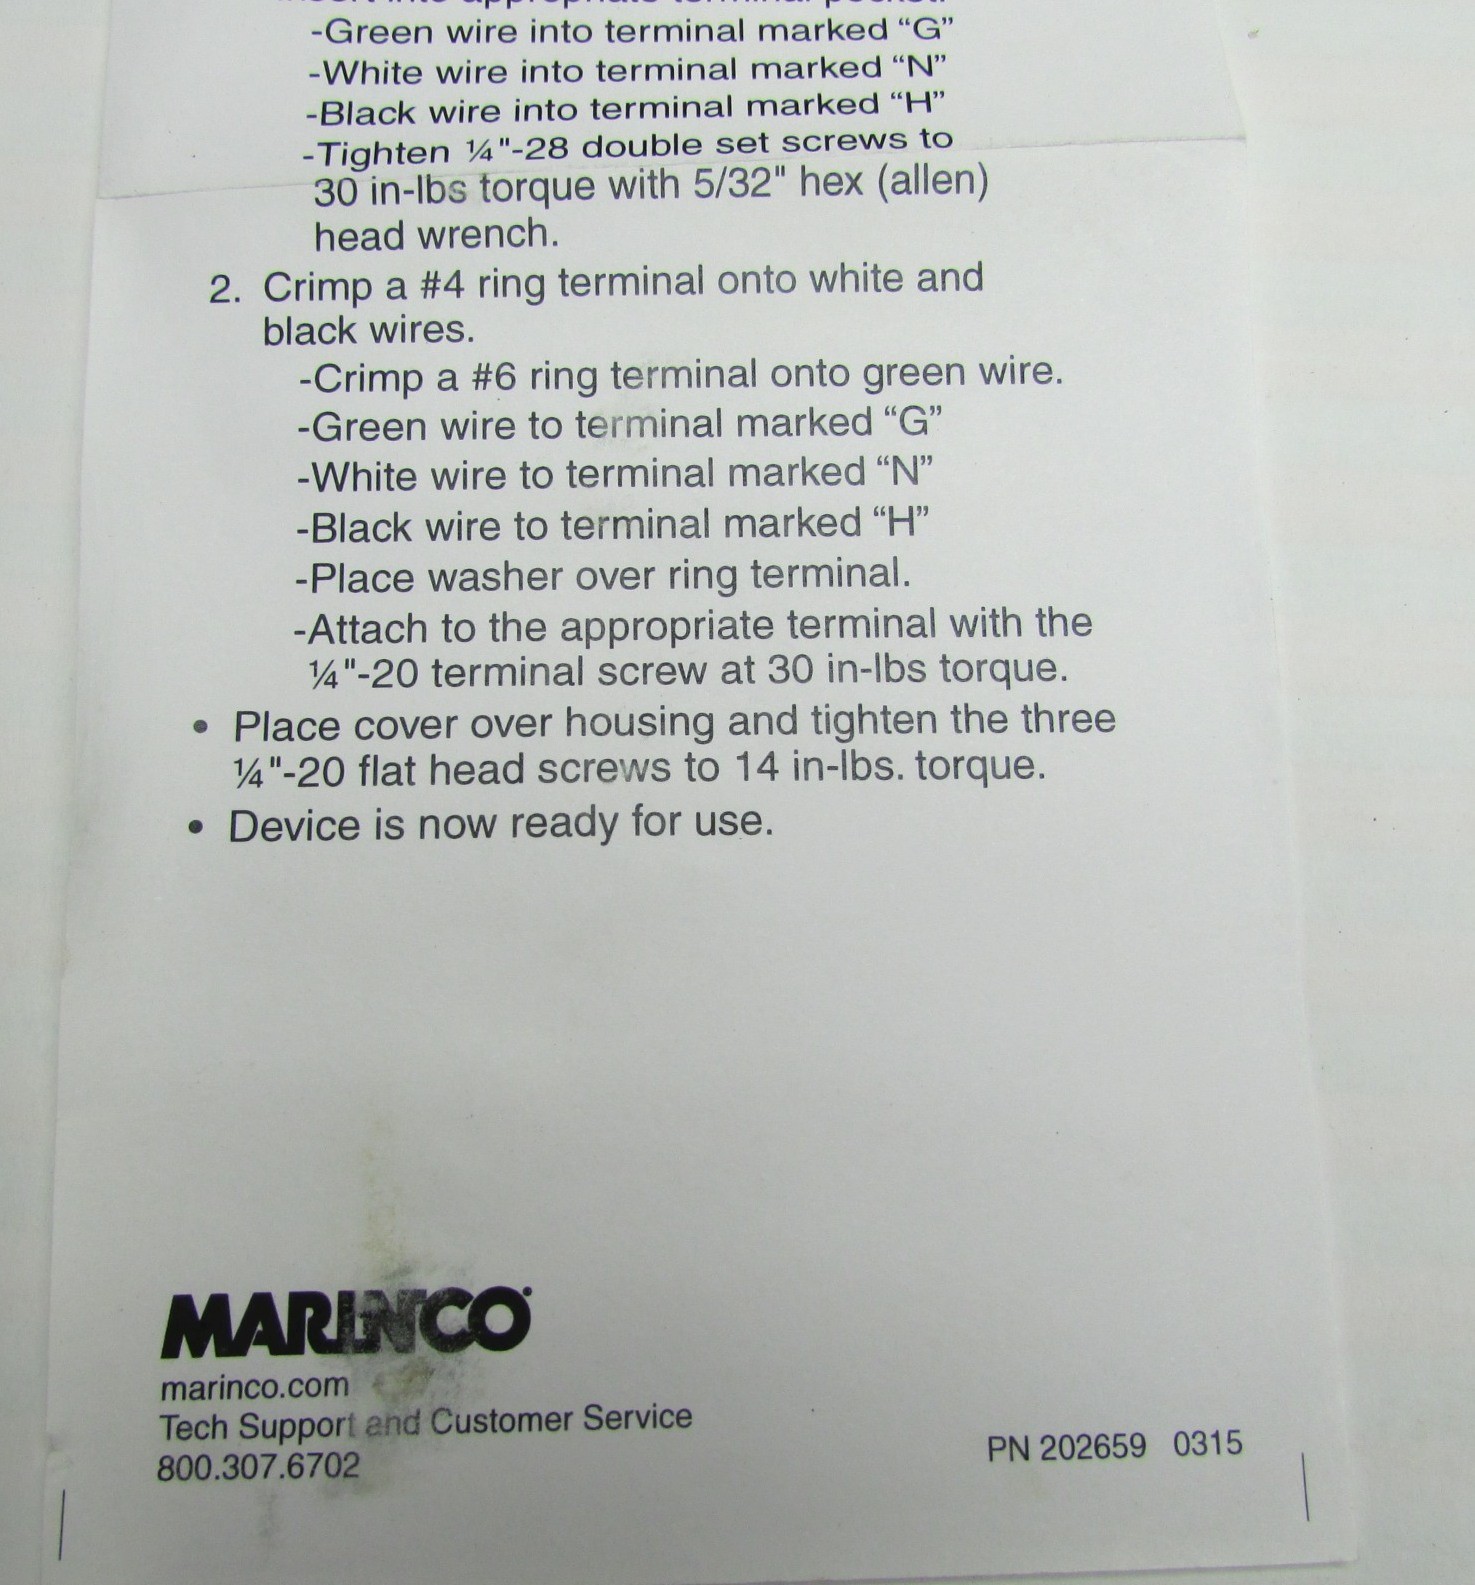 insert into appropriate terminal pocket.
-Green wire into terminal marked “G”
-White wire into terminal marked “N”
-Black wire into terminal marked “H”
-Tighten ¼"-28 double set screws to
30 in-lbs torque with 5/32" hex (allen)
head wrench.
2. Crimp a #4 ring terminal onto white and
black wires.
-Crimp a #6 ring terminal onto green wire.
-Green wire to terminal marked “G”
-White wire to terminal marked “N”
-Black wire to terminal marked “H”
-Place washer over ring terminal.
-Attach to the appropriate terminal with the
¼"-20 terminal screw at 30 in-lbs torque.
• Place cover over housing and tighten the three
¼"-20 flat head screws to 14 in-lbs. torque.
• Device is now ready for use.
MARINCO
marinco.com
Tech Support and Customer Service
800.307.6702
PN 202659 0315